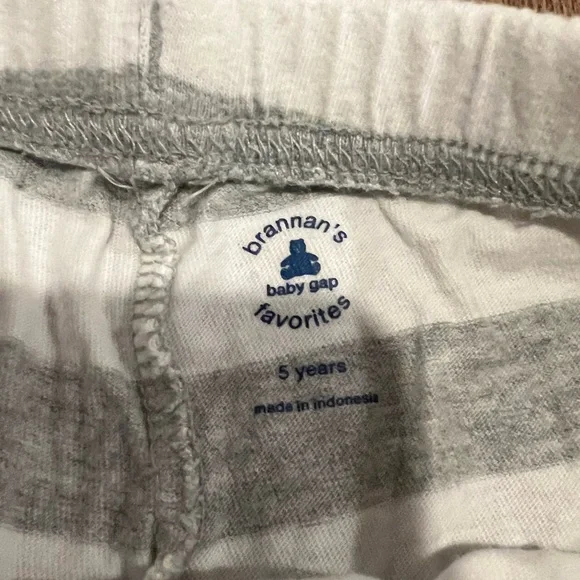 brannan's
baby gap
favorites
5 years
made in indonesia